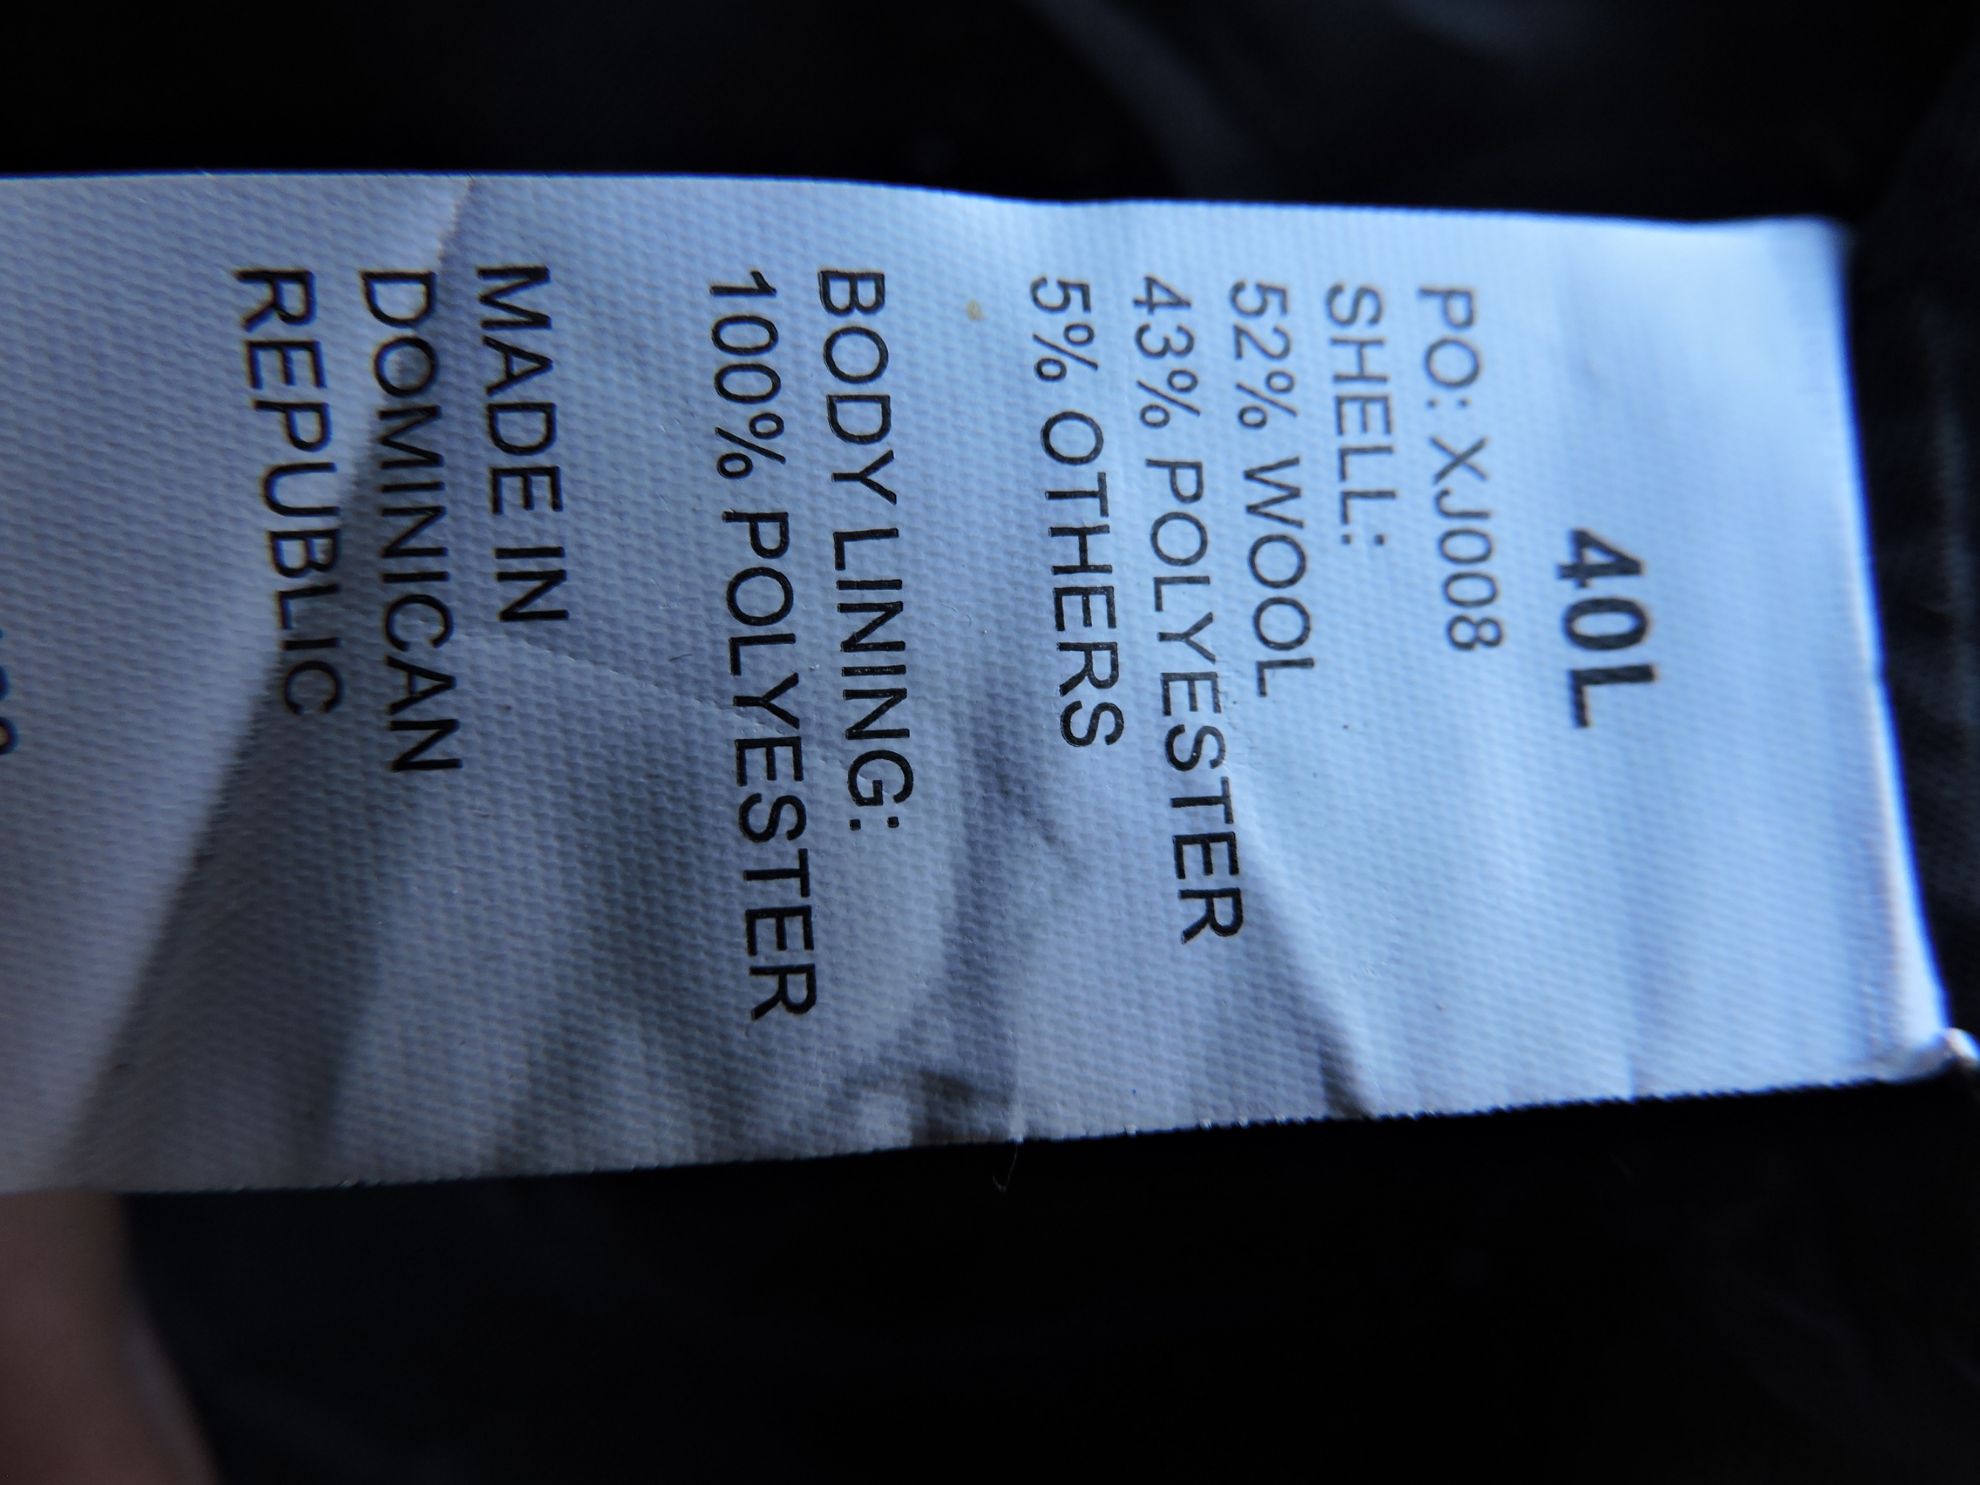 40L
PO: XJ008
SHELL:
52% WOOL
43% POLYESTER
5% OTHERS
BODY LINING:
100% POLYESTER
MADE IN
DOMINICAN
REPUBLIC